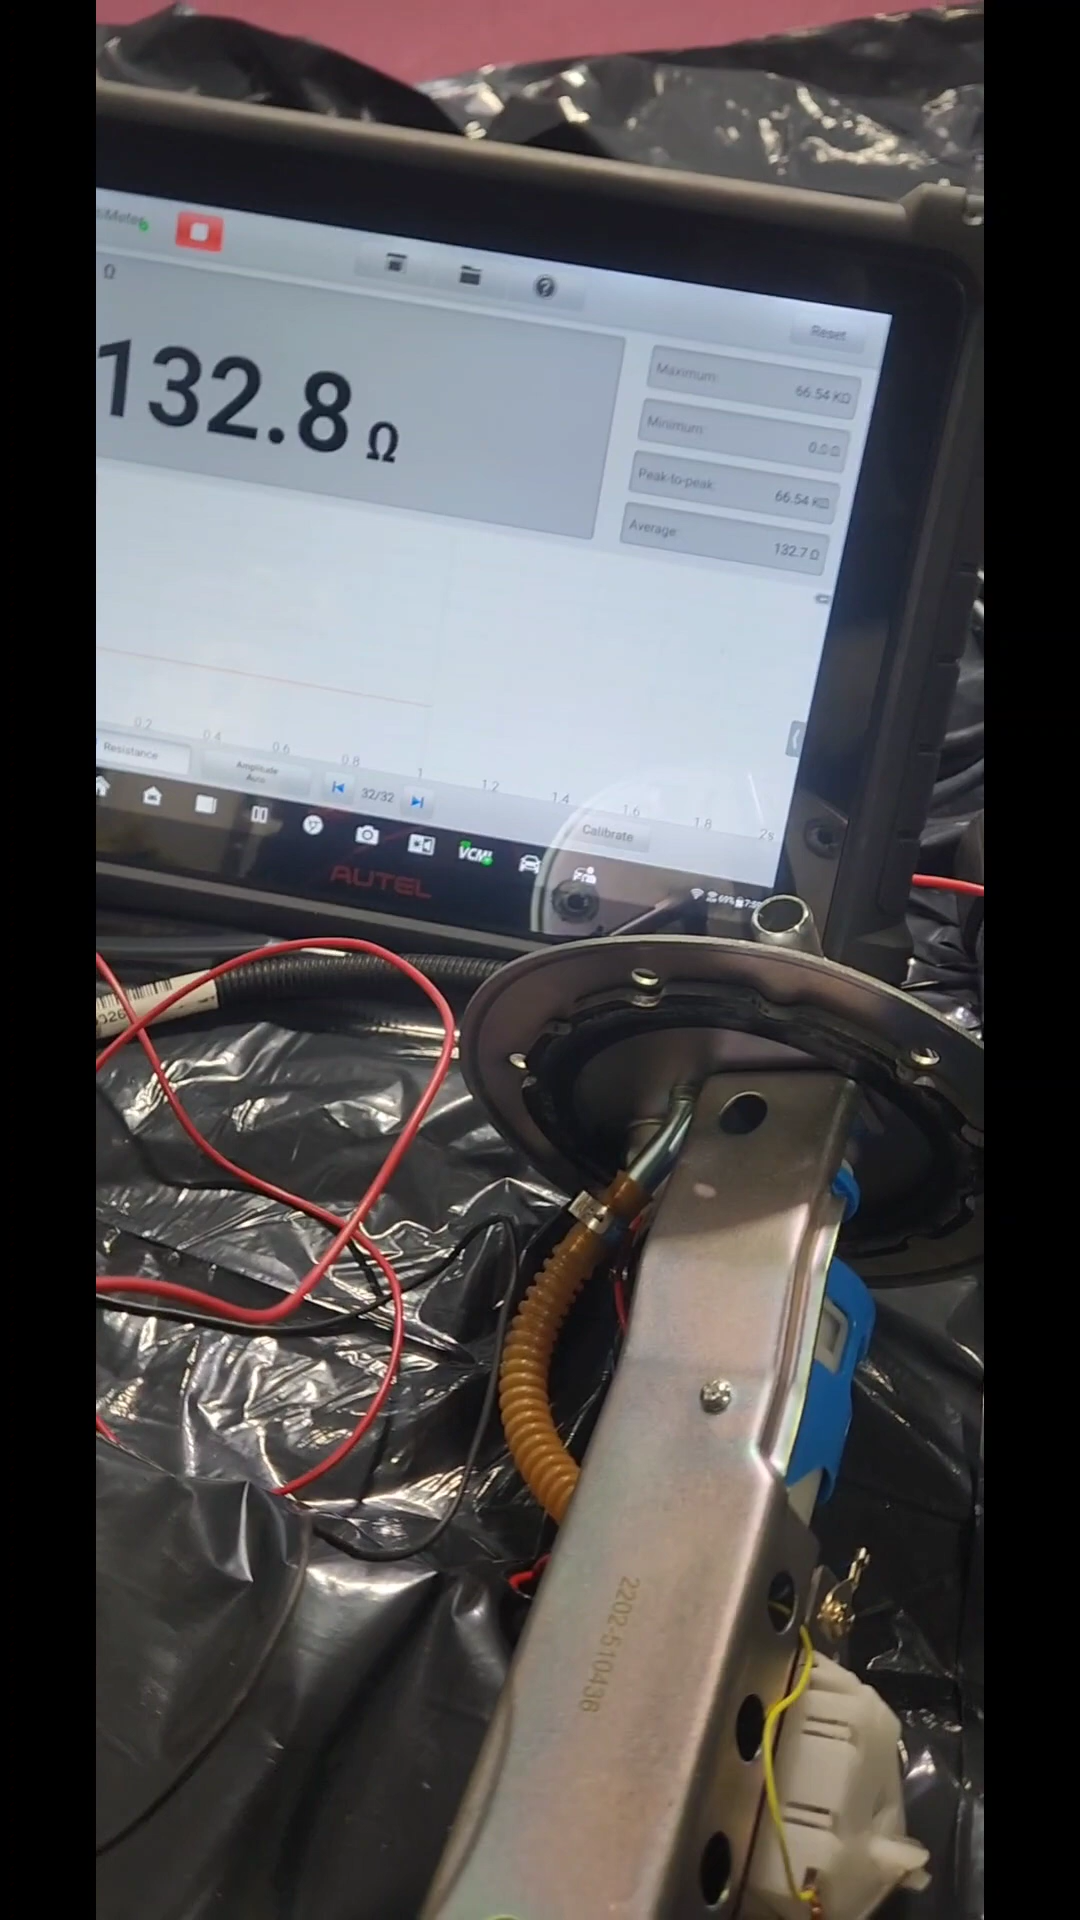 Ω
Reset
132.8 Ω
Maximum:
66.54 KΩ
Minimum:
0.0 Ω
Peak-to-peak:
66.54 KΩ
Average:
132.7 Ω
0.2 0.4 0.6 0.8 1 1.2 1.4 1.6 1.8 2s
Resistance
Amplitude
Auto
32/32
Calibrate
VCMI
69%
AUTEL
2202-510436